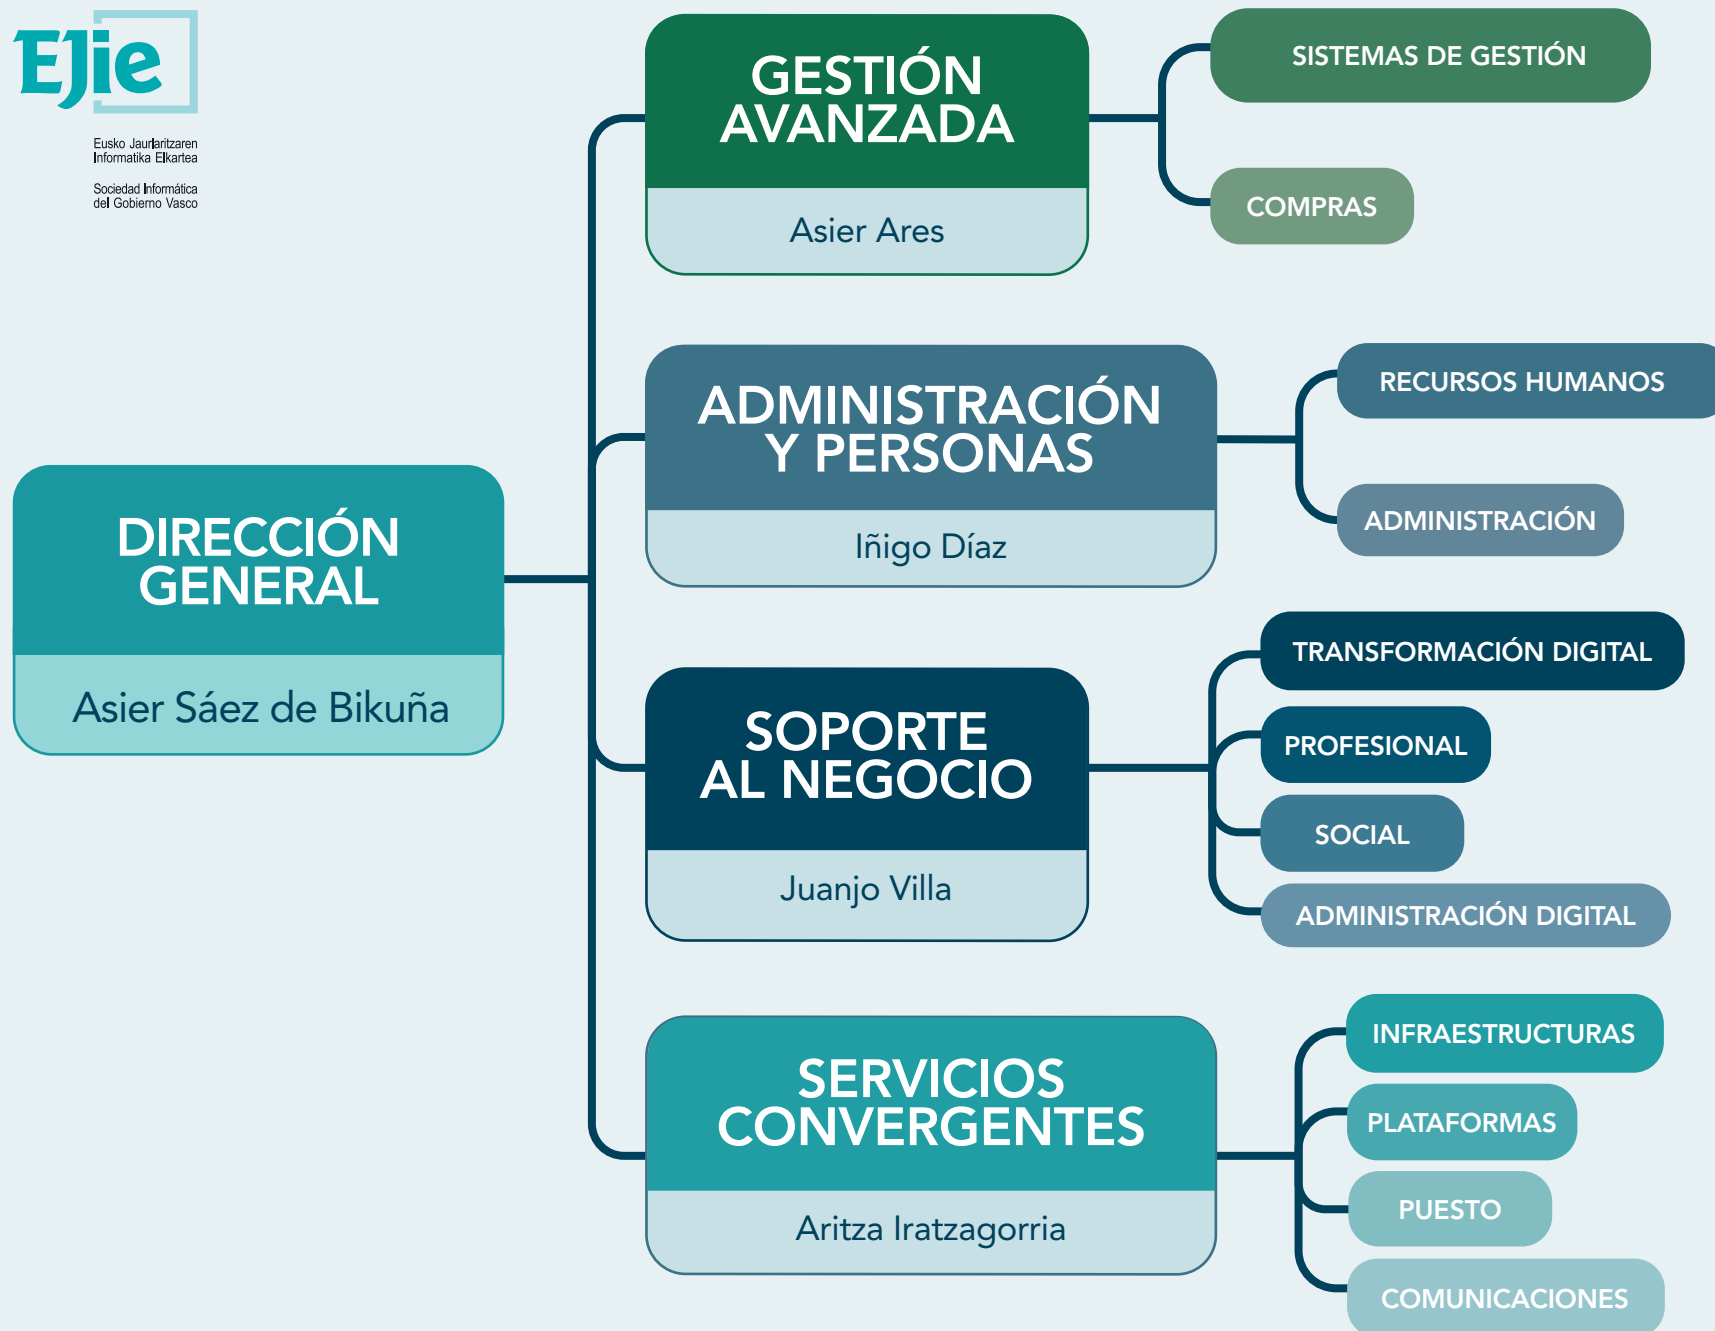 EJie
Eusko Jaurlaritzaren
Informatika Elkartea
Sociedad Informática
del Gobierno Vasco
DIRECCIÓN
GENERAL
Asier Sáez de Bikuña
GESTIÓN
AVANZADA
Asier Ares
SISTEMAS DE GESTIÓN
COMPRAS
ADMINISTRACIÓN
Y PERSONAS
Iñigo Díaz
RECURSOS HUMANOS
ADMINISTRACIÓN
SOPORTE
AL NEGOCIO
Juanjo Villa
TRANSFORMACIÓN DIGITAL
PROFESIONAL
SOCIAL
ADMINISTRACIÓN DIGITAL
SERVICIOS
CONVERGENTES
Aritza Iratzagorria
INFRAESTRUCTURAS
PLATAFORMAS
PUESTO
COMUNICACIONES